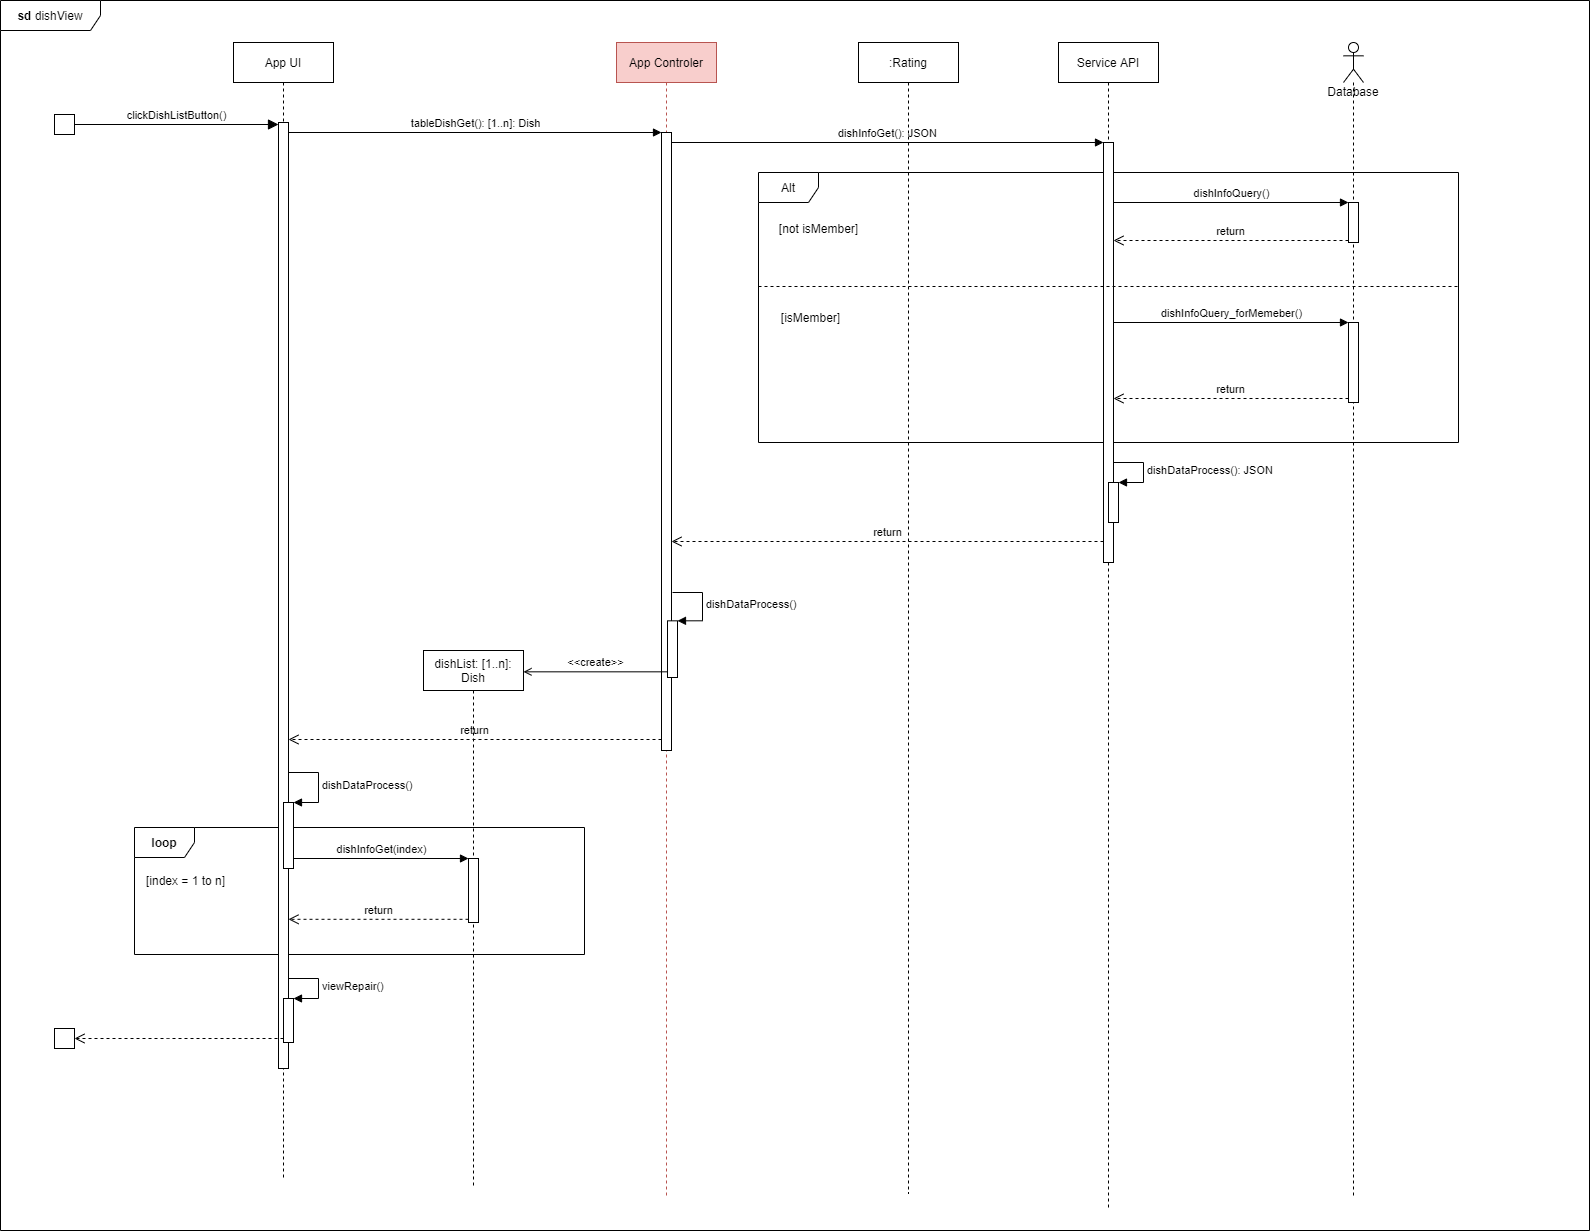 sd dishView
App UI
App Controler
:Rating
Service API
Database
clickDishListButton()
tableDishGet(): [1..n]: Dish
dishInfoGet(): JSON
Alt
dishInfoQuery()
[not isMember]
return
[isMember]
dishInfoQuery_forMemeber()
return
dishDataProcess(): JSON
return
dishDataProcess()
dishList: [1..n]:
Dish
<<create>>
return
dishDataProcess()
loop
dishInfoGet(index)
[index = 1 to n]
return
viewRepair()